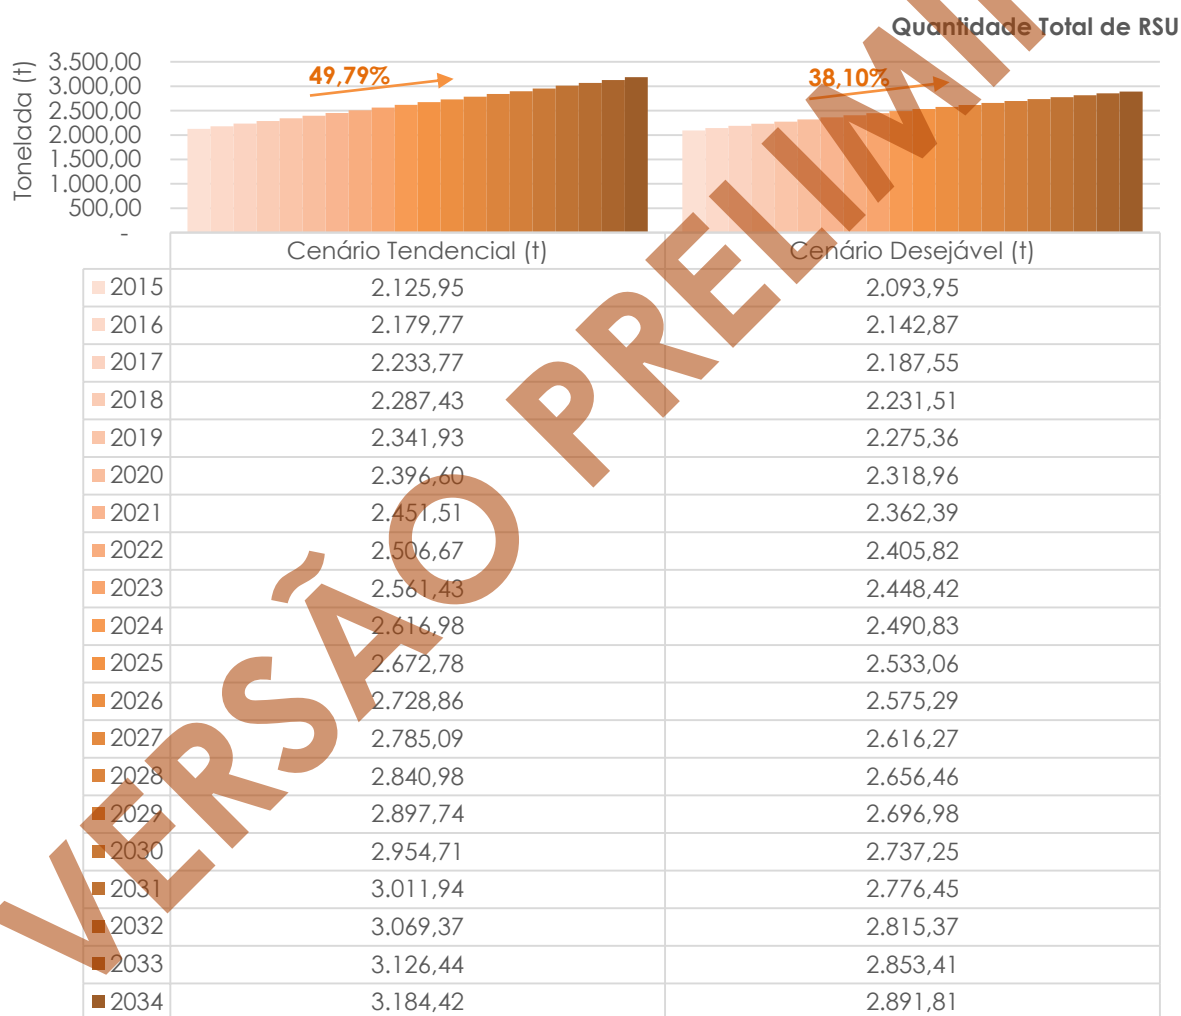 Quantidade Total de RSU
Tonelada (t)
3.500,00
3.000,00
2.500,00
2.000,00
1.500,00
1.000,00
500,00
-
49,79%
38,10%
Cenário Tendencial (t) Cenário Desejável (t)
2015 2.125,95 2.093,95
2016 2.179,77 2.142,87
2017 2.233,77 2.187,55
2018 2.287,43 2.231,51
2019 2.341,93 2.275,36
2020 2.396,60 2.318,96
2021 2.451,51 2.362,39
2022 2.506,67 2.405,82
2023 2.561,43 2.448,42
2024 2.616,98 2.490,83
2025 2.672,78 2.533,06
2026 2.728,86 2.575,29
2027 2.785,09 2.616,27
2028 2.840,98 2.656,46
2029 2.897,74 2.696,98
2030 2.954,71 2.737,25
2031 3.011,94 2.776,45
2032 3.069,37 2.815,37
2033 3.126,44 2.853,41
2034 3.184,42 2.891,81
VERSÃO PRELIMI